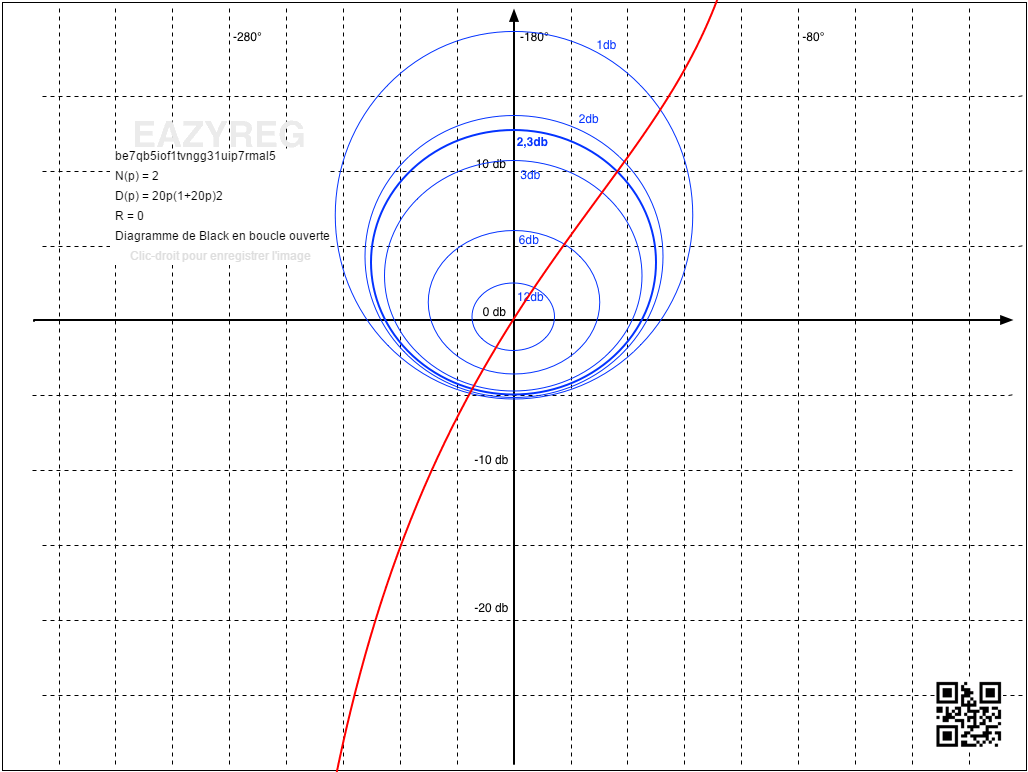 -280°
-180°
-80°
1db
2db
2,3db
3db
6db
12db
EAZYREG
be7qb5iof1tvngg31uip7rmal5
N(p) = 2
D(p) = 20p(1+20p)2
R = 0
Diagramme de Black en boucle ouverte
Clic-droit pour enregistrer l'image
10 db
0 db
-10 db
-20 db